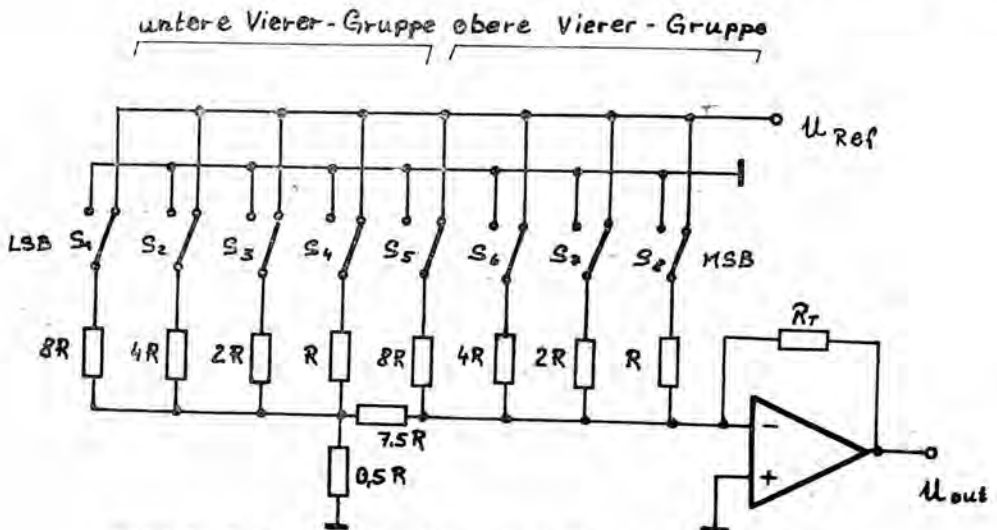 untere Vierer-Gruppe obere Vierer-Gruppe
U Ref
LSB S1 S2 S3 S4 S5 S6 S7 S8 MSB
RT
8R 4R 2R R 8R 4R 2R R
7.5R
-
0,5R
+
U out